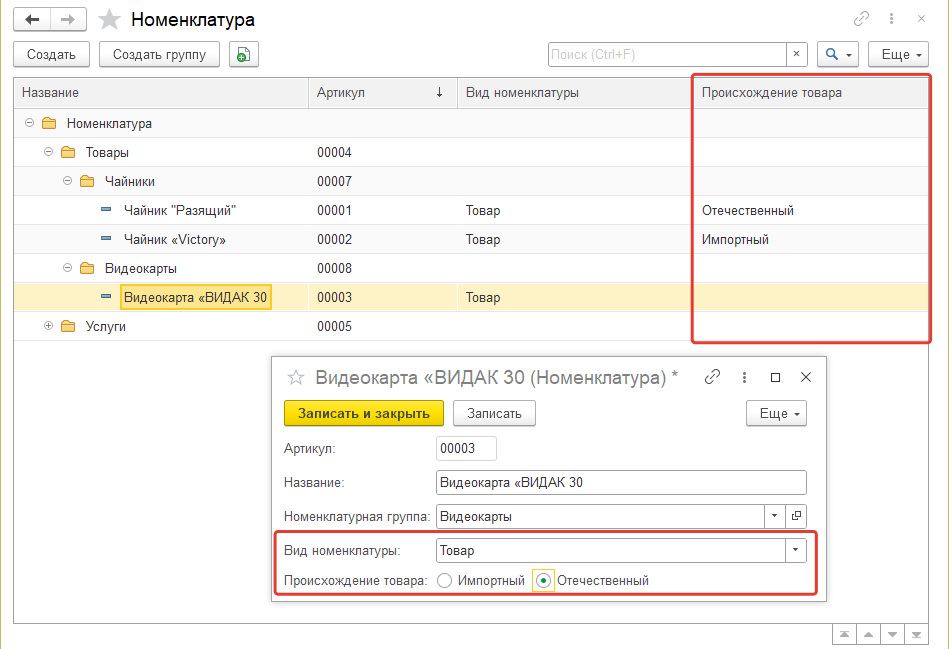 Номенклатура
Создать Создать группу Поиск (Ctrl+F) × Еще
Название Артикул ↓ Вид номенклатуры Происхождение товара
Номенклатура
Товары 00004
Чайники 00007
Чайник "Разящий" 00001 Товар Отечественный
Чайник «Victory» 00002 Товар Импортный
Видеокарты 00008
Видеокарта «ВИДАК 30 00003 Товар
Услуги 00005
Видеокарта «ВИДАК 30 (Номенклатура) *
Записать и закрыть Записать Еще
Артикул: 00003
Название: Видеокарта «ВИДАК 30
Номенклатурная группа: Видеокарты
Вид номенклатуры: Товар
Происхождение товара: Импортный Отечественный